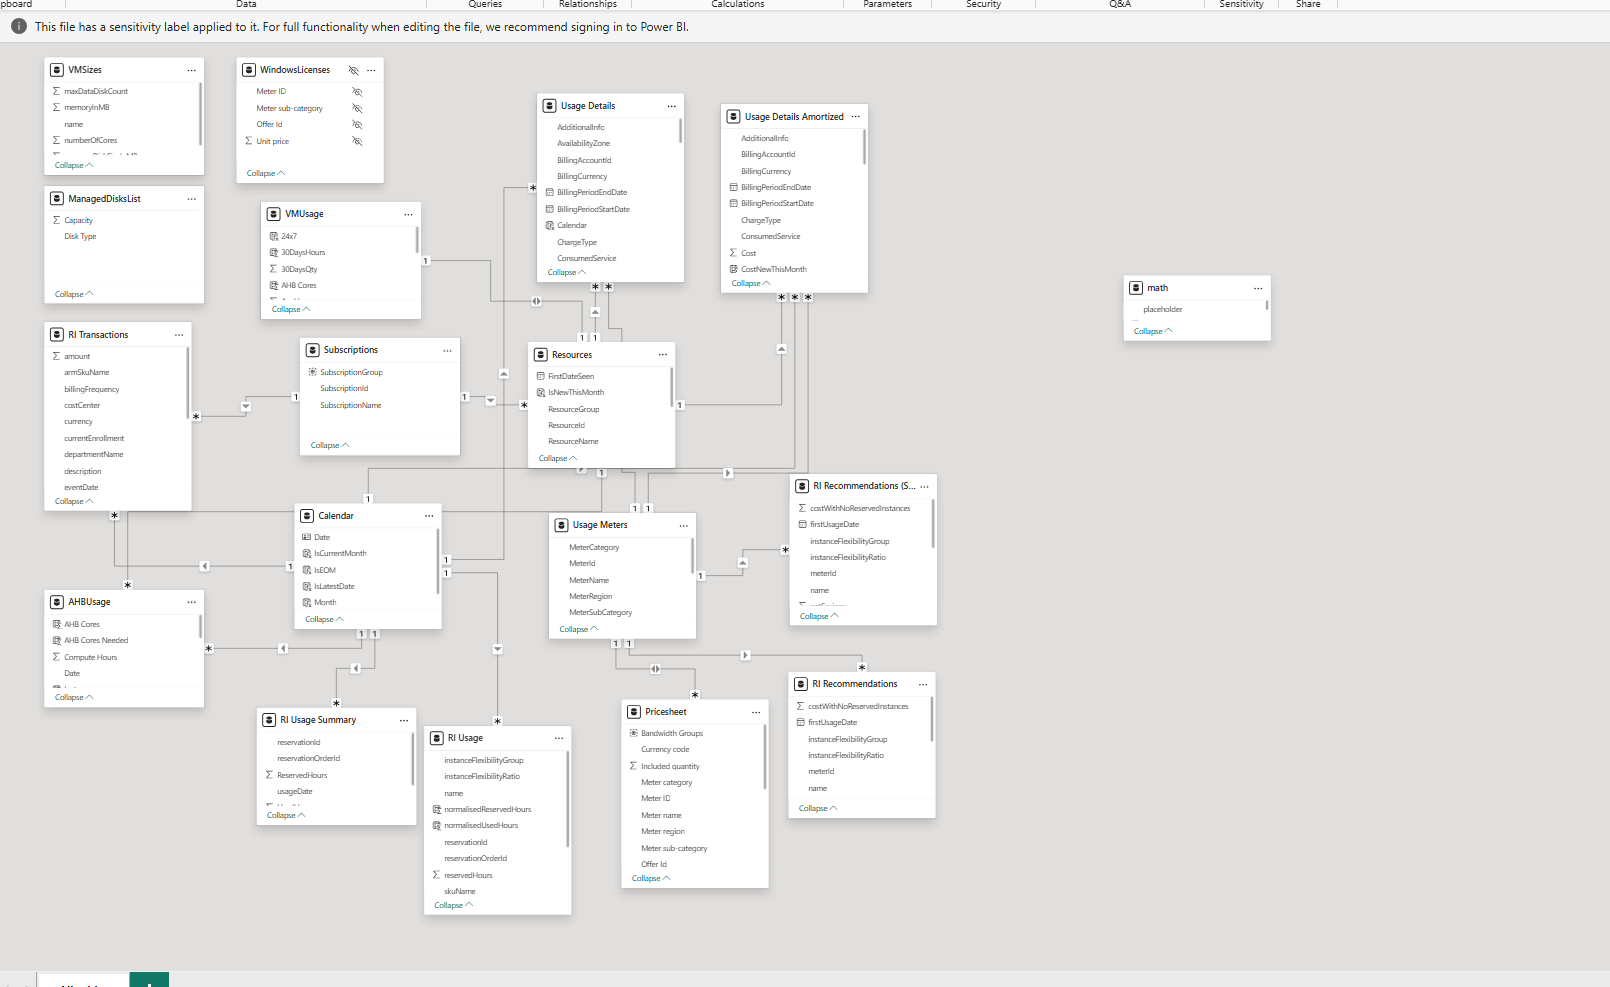 Data
Queries
Relationships
Calculations
Parameters
Security
Q&A
Sensitivity
Share
This file has a sensitivity label applied to it. For full functionality when editing the file, we recommend signing in to Power BI.
VMSizes
maxDataDiskCount
memoryInMB
name
numberOfCores
Collapse
WindowsLicenses
Meter ID
Meter sub-category
Offer Id
Unit price
Collapse
Usage Details
AdditionalInfo
AvailabilityZone
BillingAccountId
BillingCurrency
BillingPeriodEndDate
BillingPeriodStartDate
Calendar
ChargeType
ConsumedService
Collapse
Usage Details Amortized
AdditionalInfo
BillingAccountId
BillingCurrency
BillingPeriodEndDate
BillingPeriodStartDate
ChargeType
ConsumedService
Cost
CostNewThisMonth
Collapse
ManagedDisksList
Capacity
Disk Type
Collapse
VMUsage
24x7
30DaysHours
30DaysQty
AHB Cores
Collapse
math
placeholder
Collapse
RI Transactions
amount
armSkuName
billingFrequency
costCenter
currency
currentEnrollment
departmentName
description
eventDate
Collapse
Subscriptions
SubscriptionGroup
SubscriptionId
SubscriptionName
Collapse
Resources
FirstDateSeen
IsNewThisMonth
ResourceGroup
ResourceId
ResourceName
Collapse
Calendar
Date
IsCurrentMonth
IsEOM
IsLatestDate
Month
Collapse
Usage Meters
MeterCategory
MeterId
MeterName
MeterRegion
MeterSubCategory
Collapse
RI Recommendations (S...
costWithNoReservedInstances
firstUsageDate
instanceFlexibilityGroup
instanceFlexibilityRatio
meterId
name
Collapse
AHBUsage
AHB Cores
AHB Cores Needed
Compute Hours
Date
Collapse
RI Usage Summary
reservationId
reservationOrderId
ReservedHours
usageDate
Collapse
RI Usage
instanceFlexibilityGroup
instanceFlexibilityRatio
name
normalisedReservedHours
normalisedUsedHours
reservationId
reservationOrderId
reservedHours
skuName
Collapse
Pricesheet
Bandwidth Groups
Currency code
Included quantity
Meter category
Meter ID
Meter name
Meter region
Meter sub-category
Offer Id
Collapse
RI Recommendations
costWithNoReservedInstances
firstUsageDate
instanceFlexibilityGroup
instanceFlexibilityRatio
meterId
name
Collapse